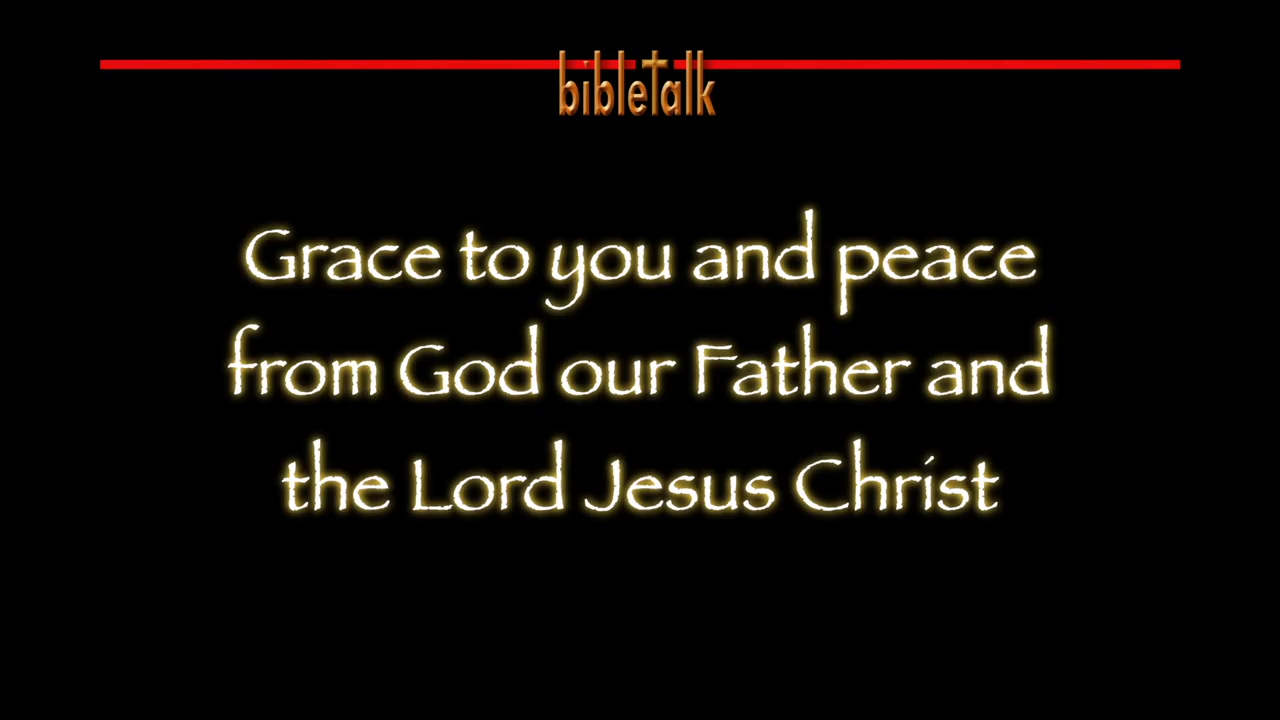 bibleTalk
Grace to you and peace
from God our Father and
the Lord Jesus Christ